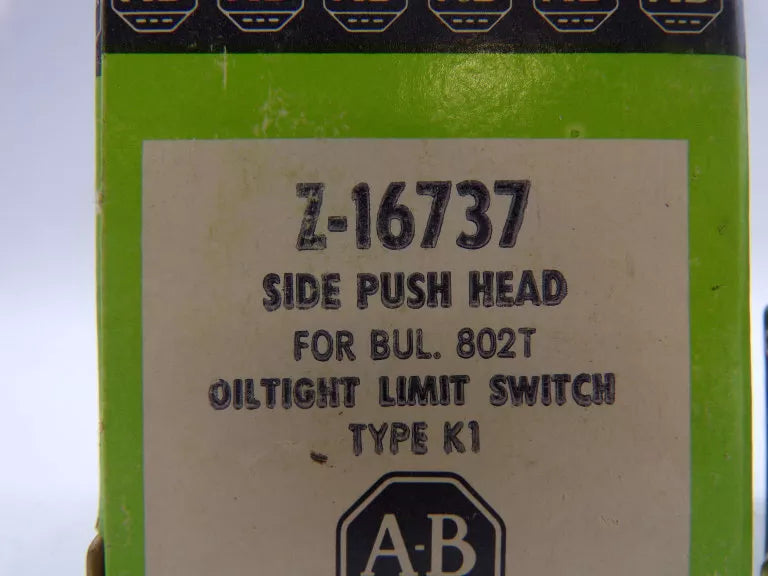 Z-16737
SIDE PUSH HEAD
FOR BUL. 802T
OILTIGHT LIMIT SWITCH
TYPE K1
A-B